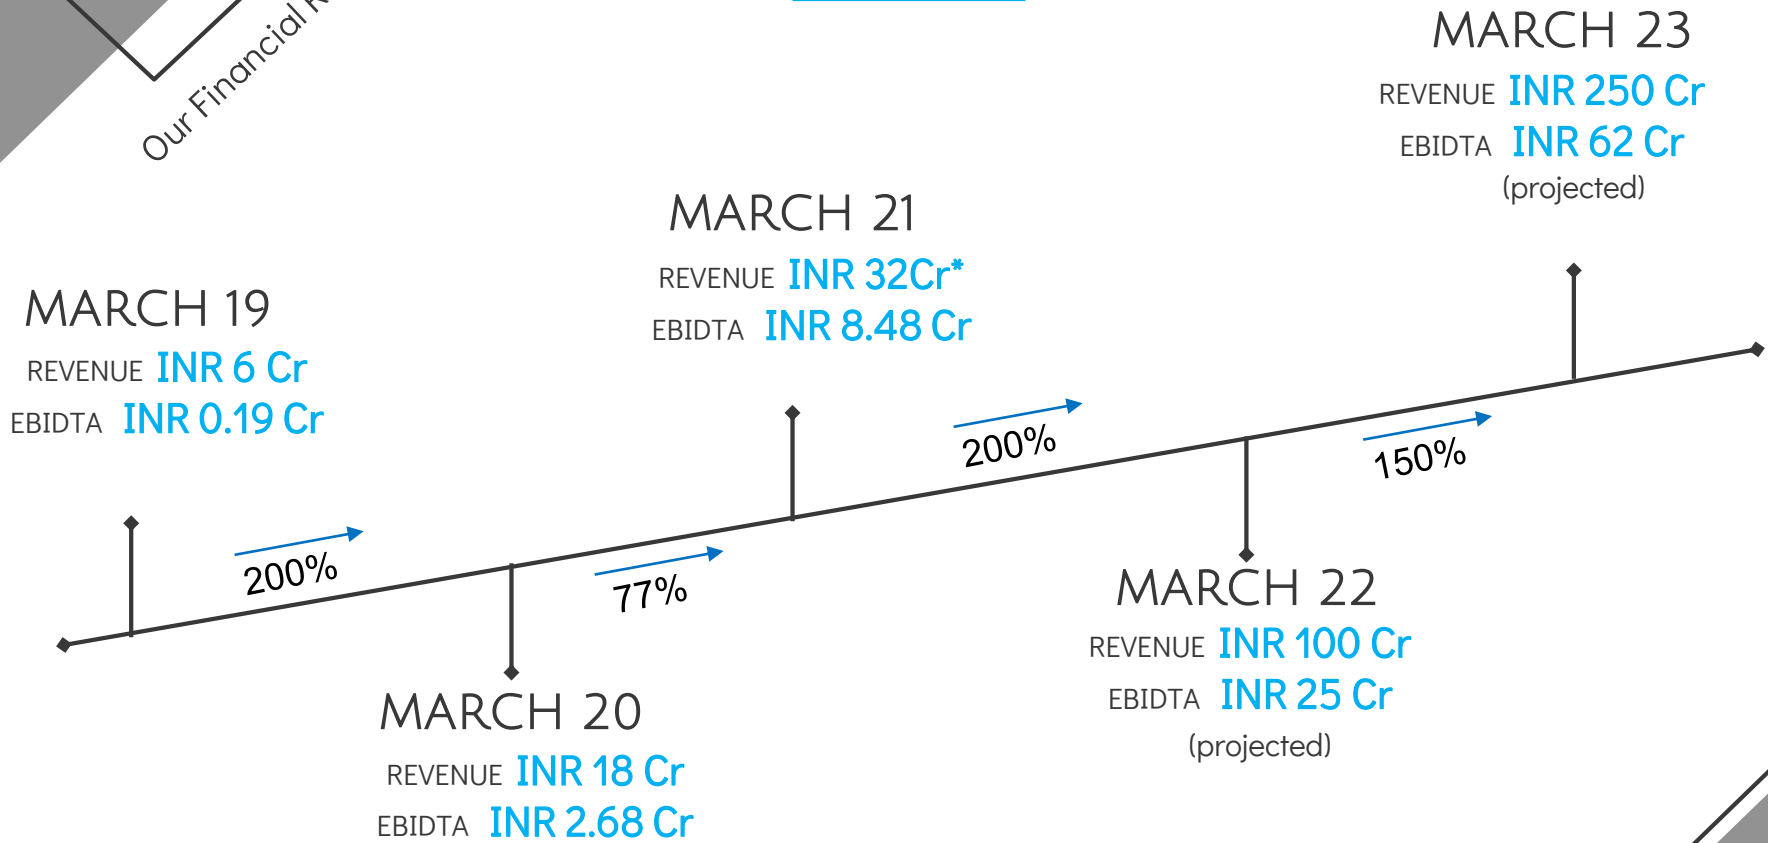 Our Financial
MARCH 19
REVENUE INR 6 Cr
EBIDTA INR 0.19 Cr
200%
MARCH 20
REVENUE INR 18 Cr
EBIDTA INR 2.68 Cr
77%
MARCH 21
REVENUE INR 32Cr*
EBIDTA INR 8.48 Cr
200%
MARCH 22
REVENUE INR 100 Cr
EBIDTA INR 25 Cr
(projected)
150%
MARCH 23
REVENUE INR 250 Cr
EBIDTA INR 62 Cr
(projected)